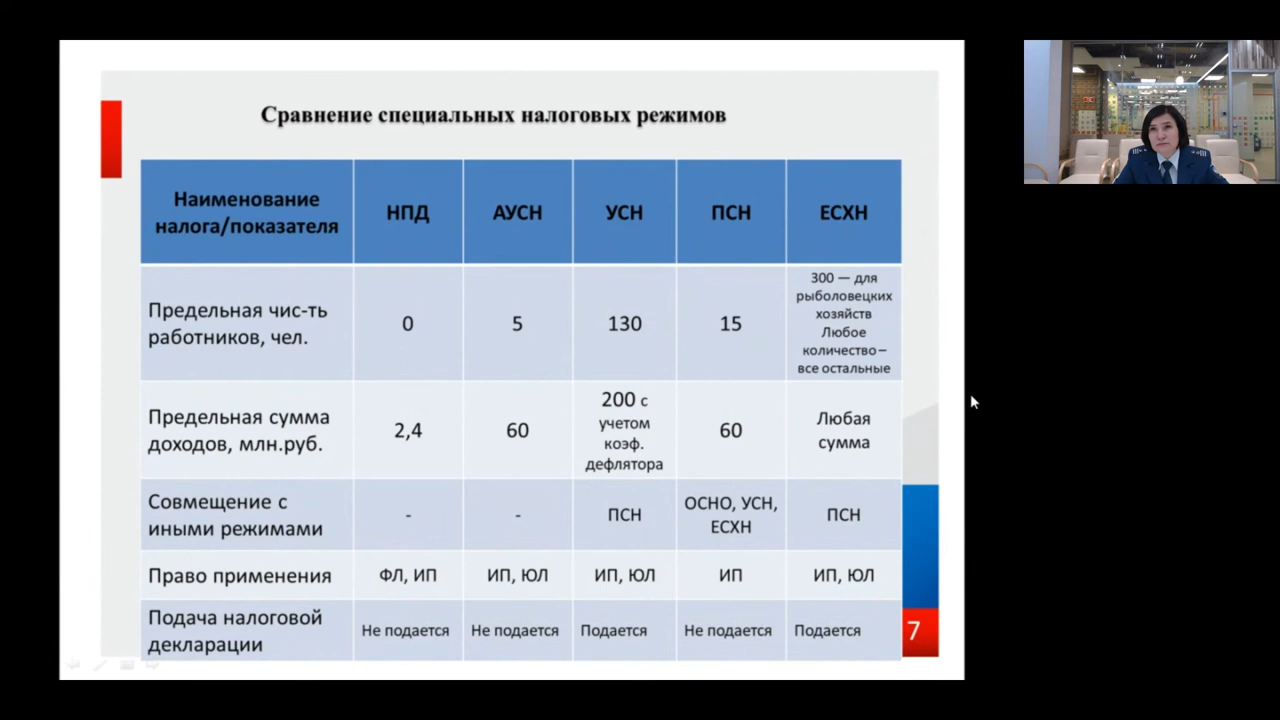 Сравнение специальных налоговых режимов
Наименование
налога/показателя
НПД
АУСН
УСН
ПСН
ЕСХН
Предельная чис-ть
работников, чел.
0
5
130
15
300 — для
рыболовецких
хозяйств
Любое
количество–
все остальные
Предельная сумма
доходов, млн.руб.
2,4
60
200 с
учетом
коэф.
дефлятора
60
Любая
сумма
Совмещение с
иными режимами
-
-
ПСН
ОСНО, УСН,
ЕСХН
ПСН
Право применения
ФЛ, ИП
ИП, ЮЛ
ИП, ЮЛ
ИП
ИП, ЮЛ
Подача налоговой
декларации
Не подается
Не подается
Подается
Не подается
Подается
7